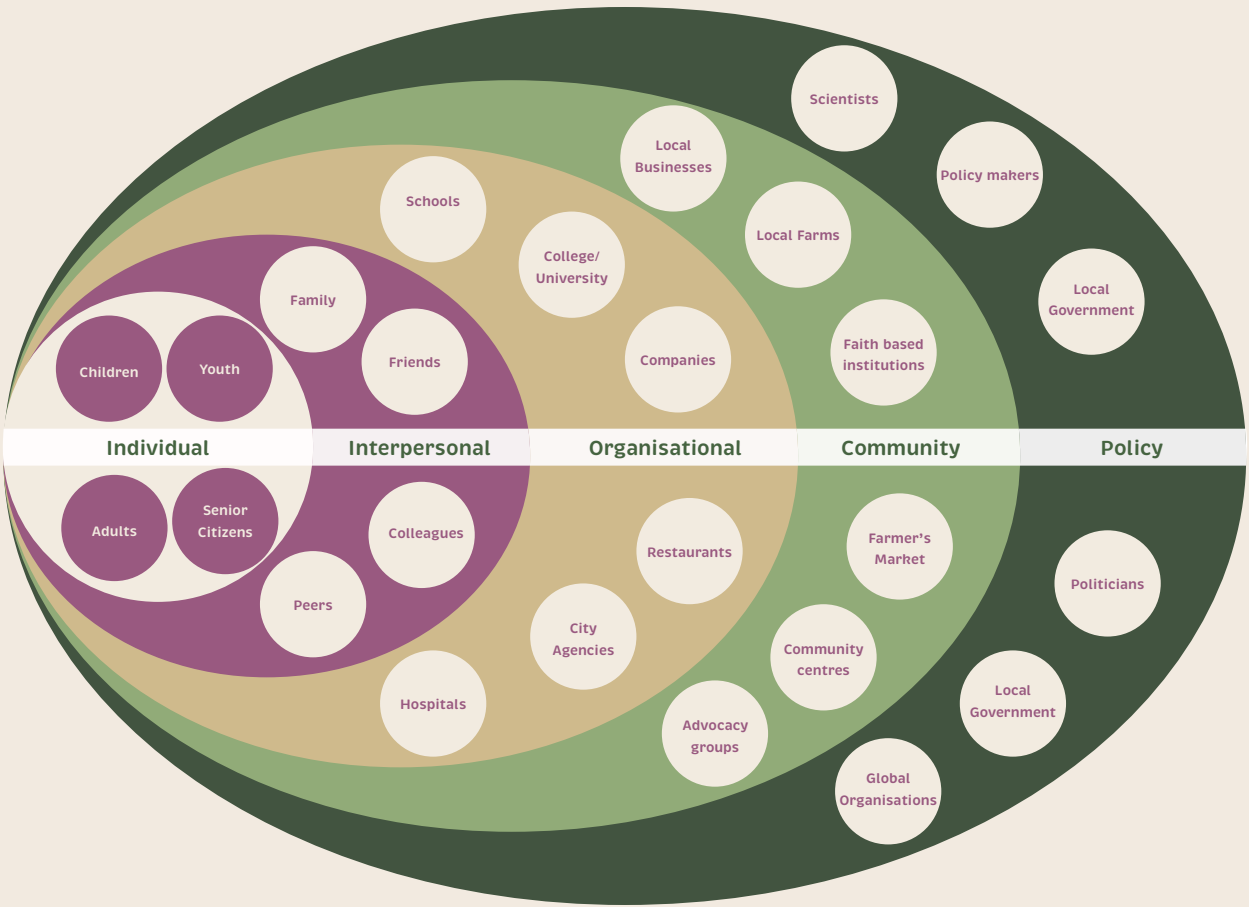 Scientists
Local
Businesses
Policy makers
Schools
Local Farms
College/
University
Family
Local
Government
Friends
Companies
Faith based
institutions
Children
Youth
Individual
Interpersonal
Organisational
Community
Policy
Adults
Senior
Citizens
Colleagues
Restaurants
Farmer's
Market
Politicians
Peers
City
Agencies
Community
centres
Hospitals
Advocacy
groups
Local
Government
Global
Organisations